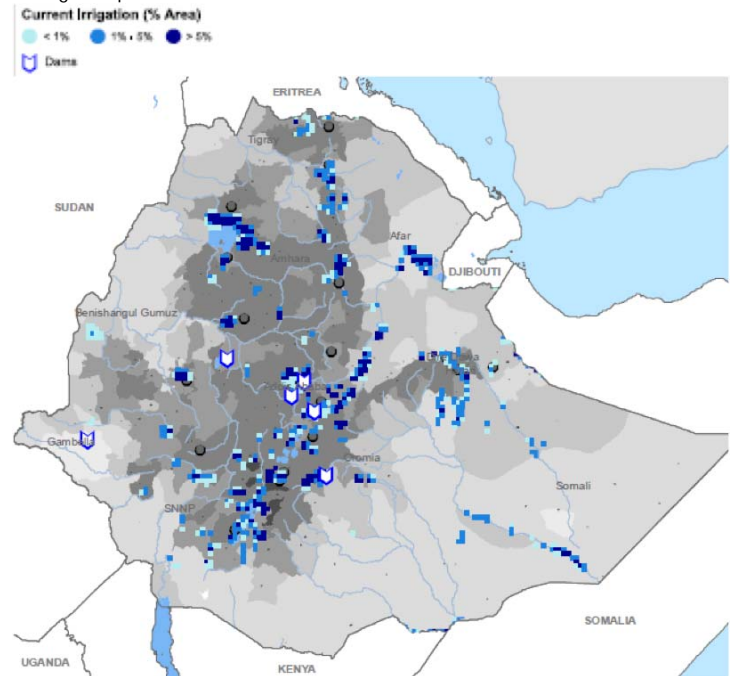 Current Irrigation (% Area)
< 1% 1% - 5% > 5%
Dams
ERITREA
Tigray
SUDAN
Afar
Amhara
DJIBOUTI
Benishangul Gumuz
Gambella
Oromia
Somali
SNNP
SOMALIA
UGANDA
KENYA